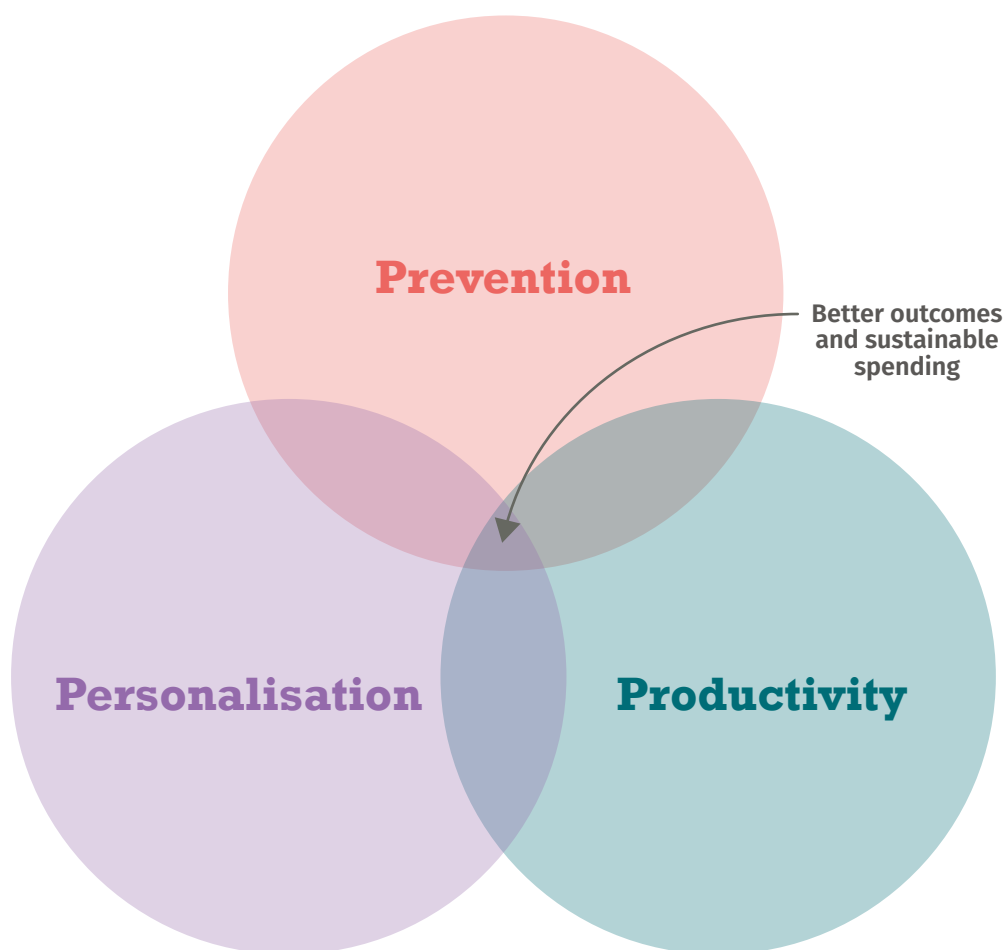 Prevention
Better outcomes
and sustainable
spending
Personalisation
Productivity